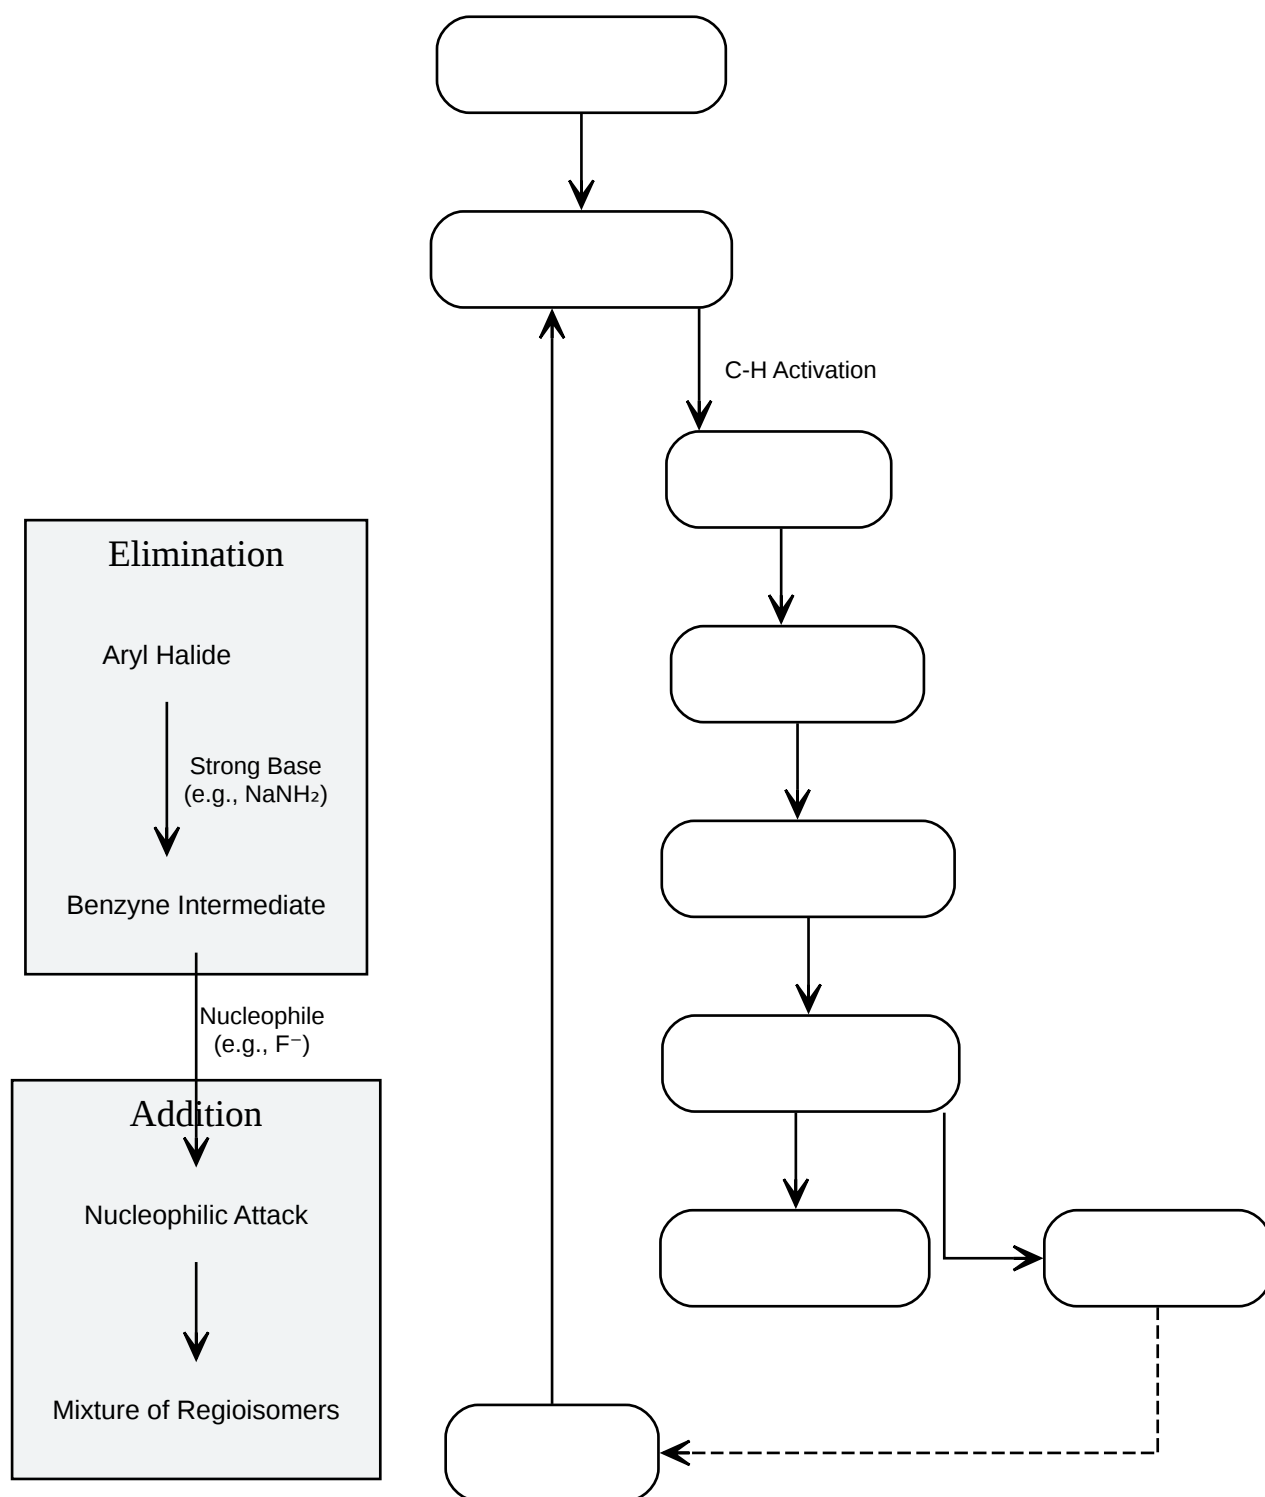 C-H Activation
Elimination
Aryl Halide
Strong Base
(e.g., NaNH₂)
Benzyne Intermediate
Nucleophile
(e.g., F⁻)
Addition
Nucleophilic Attack
Mixture of Regioisomers